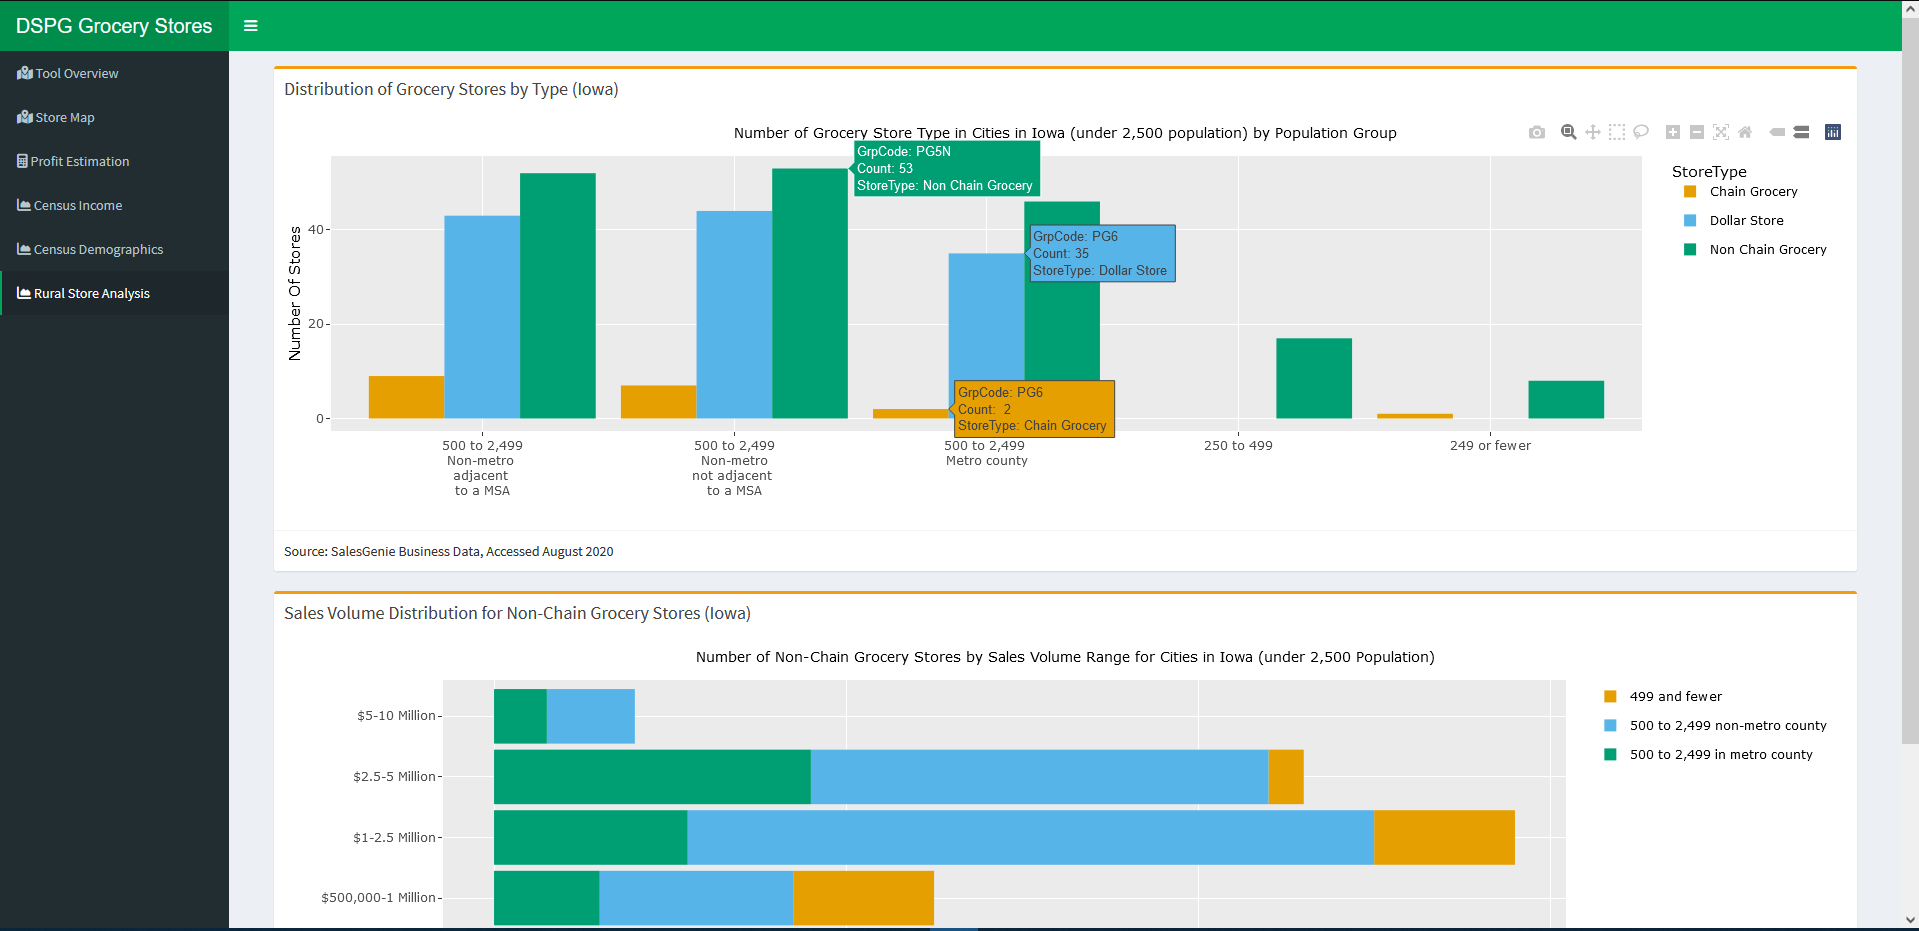 DSPG Grocery Stores
Tool Overview
Store Map
Profit Estimation
Census Income
Census Demographics
Rural Store Analysis
Distribution of Grocery Stores by Type (Iowa)
Number of Grocery Store Type in Cities in Iowa (under 2,500 population) by Population Group
GrpCode: PG5N
Count: 53
StoreType: Non Chain Grocery
GrpCode: PG6
Count: 35
StoreType: Dollar Store
GrpCode: PG6
Count: 2
StoreType: Chain Grocery
Number Of Stores
40
20
0
500 to 2,499
Non-metro
adjacent
to a MSA
500 to 2,499
Non-metro
not adjacent
to a MSA
500 to 2,499
Metro county
250 to 499
249 or fewer
StoreType
Chain Grocery
Dollar Store
Non Chain Grocery
Source: SalesGenie Business Data, Accessed August 2020
Sales Volume Distribution for Non-Chain Grocery Stores (Iowa)
Number of Non-Chain Grocery Stores by Sales Volume Range for Cities in Iowa (under 2,500 Population)
$5-10 Million
$2.5-5 Million
$1-2.5 Million
$500,000-1 Million
499 and fewer
500 to 2,499 non-metro county
500 to 2,499 in metro county